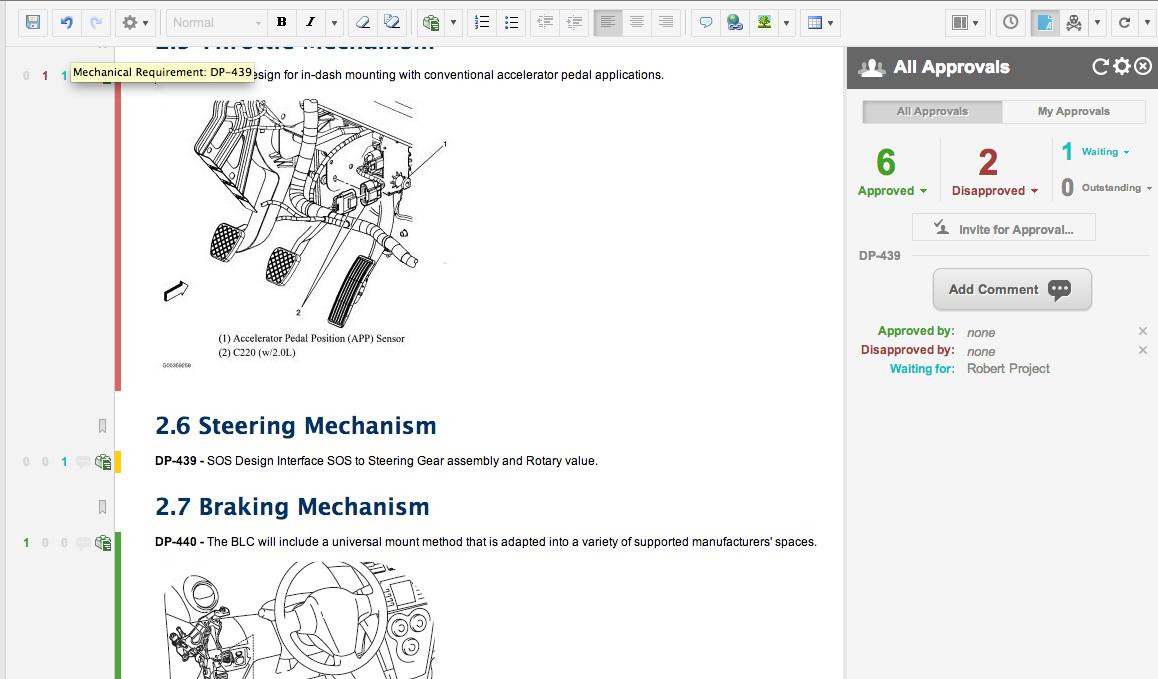 Normal
B
I
2.5 Throttle Mechanism
0 1 1
Mechanical Requirement: DP-439
esign for in-dash mounting with conventional accelerator pedal applications.
1
2
(1) Accelerator Pedal Position (APP) Sensor
(2) C220 (w/2.0L)
2.6 Steering Mechanism
0 0 1
DP-439 - SOS Design Interface SOS to Steering Gear assembly and Rotary value.
2.7 Braking Mechanism
1 0 0
DP-440 - The BLC will include a universal mount method that is adapted into a variety of supported manufacturers' spaces.
All Approvals
All Approvals
My Approvals
6
Approved
2
Disapproved
1 Waiting
0 Outstanding
Invite for Approval...
DP-439
Add Comment
Approved by: none
Disapproved by: none
Waiting for: Robert Project